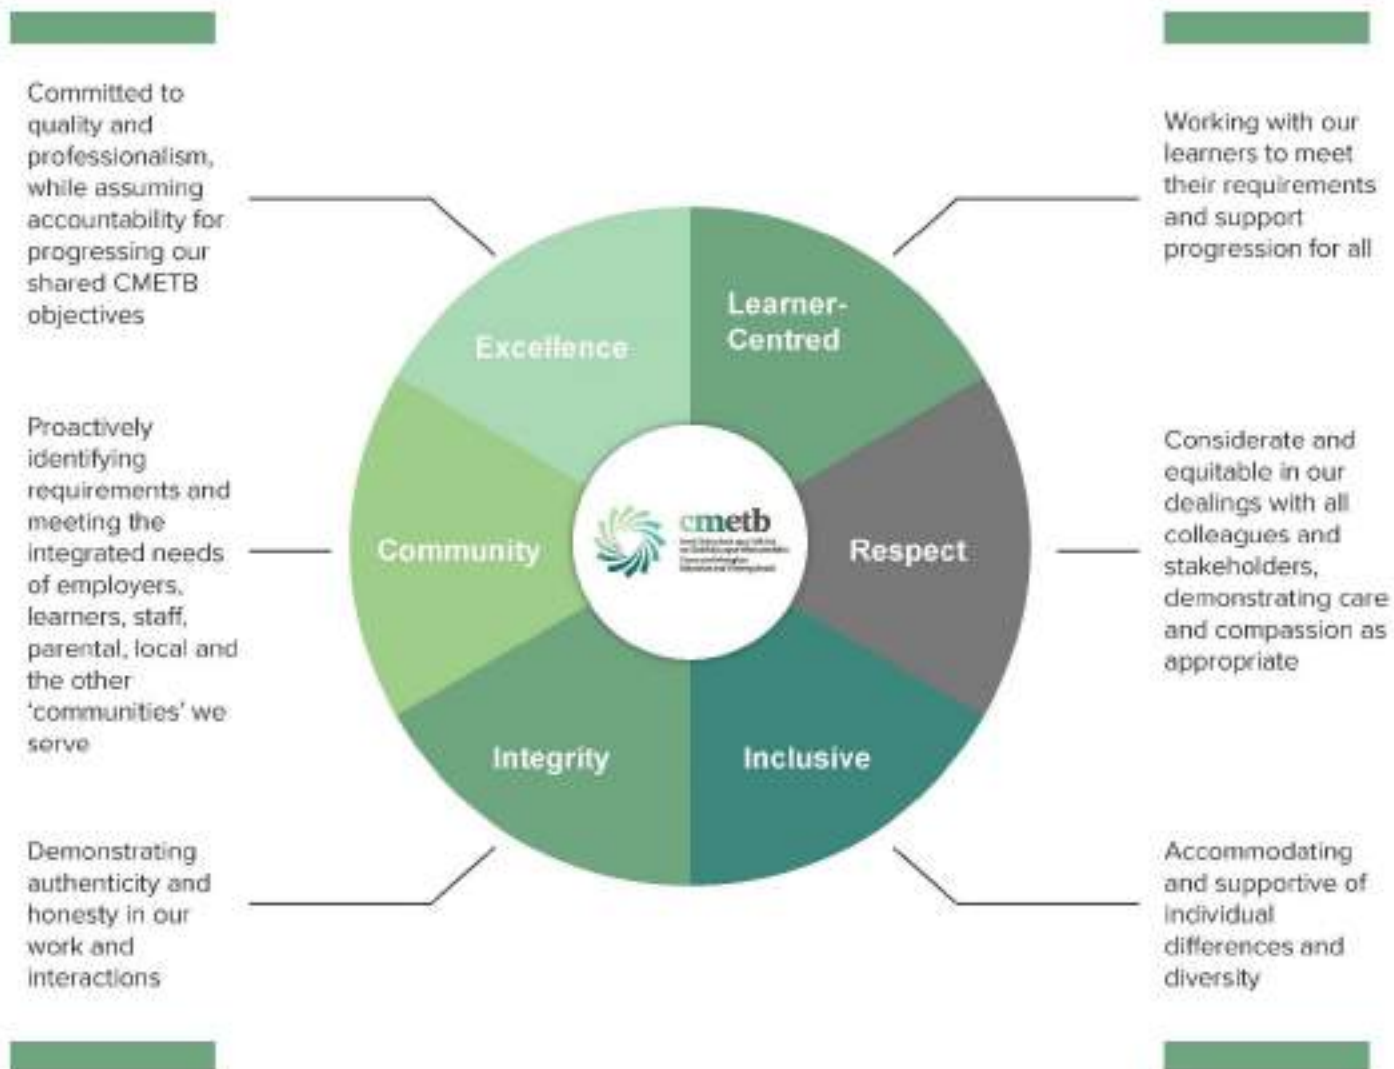 Committed to
quality and
professionalism,
while assuming
accountability for
progressing our
shared CMETB
objectives
Proactively
identifying
requirements and
meeting the
integrated needs
of employers,
learners, staff,
parental, local and
the other
‘communities’ we
serve
Demonstrating
authenticity and
honesty in our
work and
interactions
Excellence
Learner-
Centred
Community
cmetb
Respect
Integrity
Inclusive
Working with our
learners to meet
their requirements
and support
progression for all
Considerate and
equitable in our
dealings with all
colleagues and
stakeholders,
demonstrating care
and compassion as
appropriate
Accommodating
and supportive of
individual
differences and
diversity